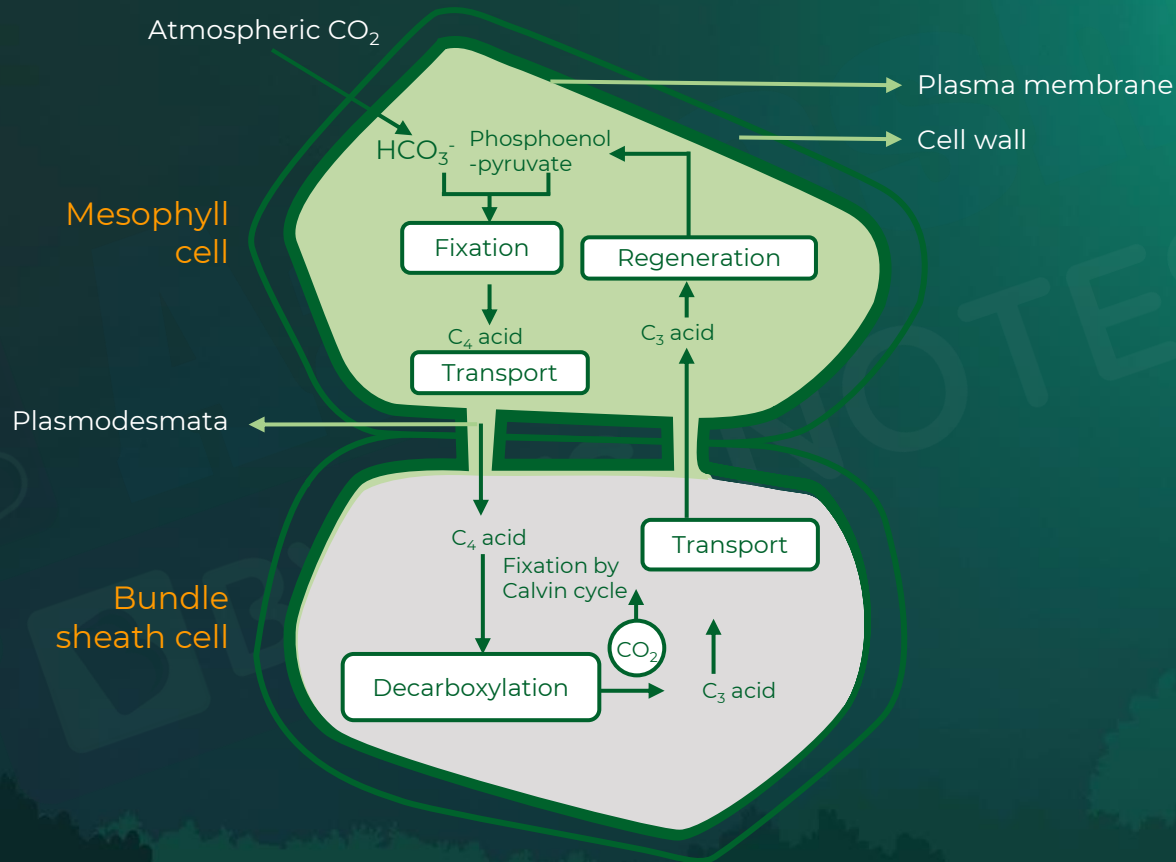 Atmospheric CO₂
Plasma membrane
Cell wall
HCO₃⁻
Phosphoenol
-pyruvate
Mesophyll
cell
Fixation
Regeneration
C₄ acid
C₃ acid
Transport
Plasmodesmata
C₄ acid
Transport
Fixation by
Calvin cycle
Bundle
sheath cell
CO₂
Decarboxylation
C₃ acid
NOTES